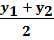 y₁ + y₂
2